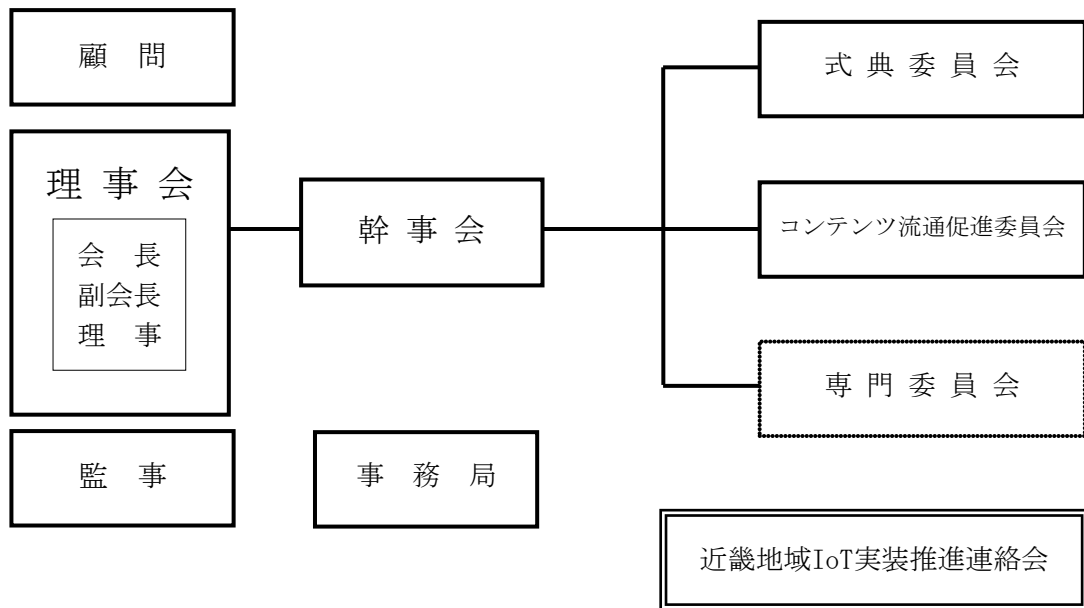 顧　問
理 事 会
会　長
副会長
理　事
監　事
幹 事 会
事 務 局
式 典 委 員 会
コンテンツ流通促進委員会
専 門 委 員 会
近畿地域IoT実装推進連絡会